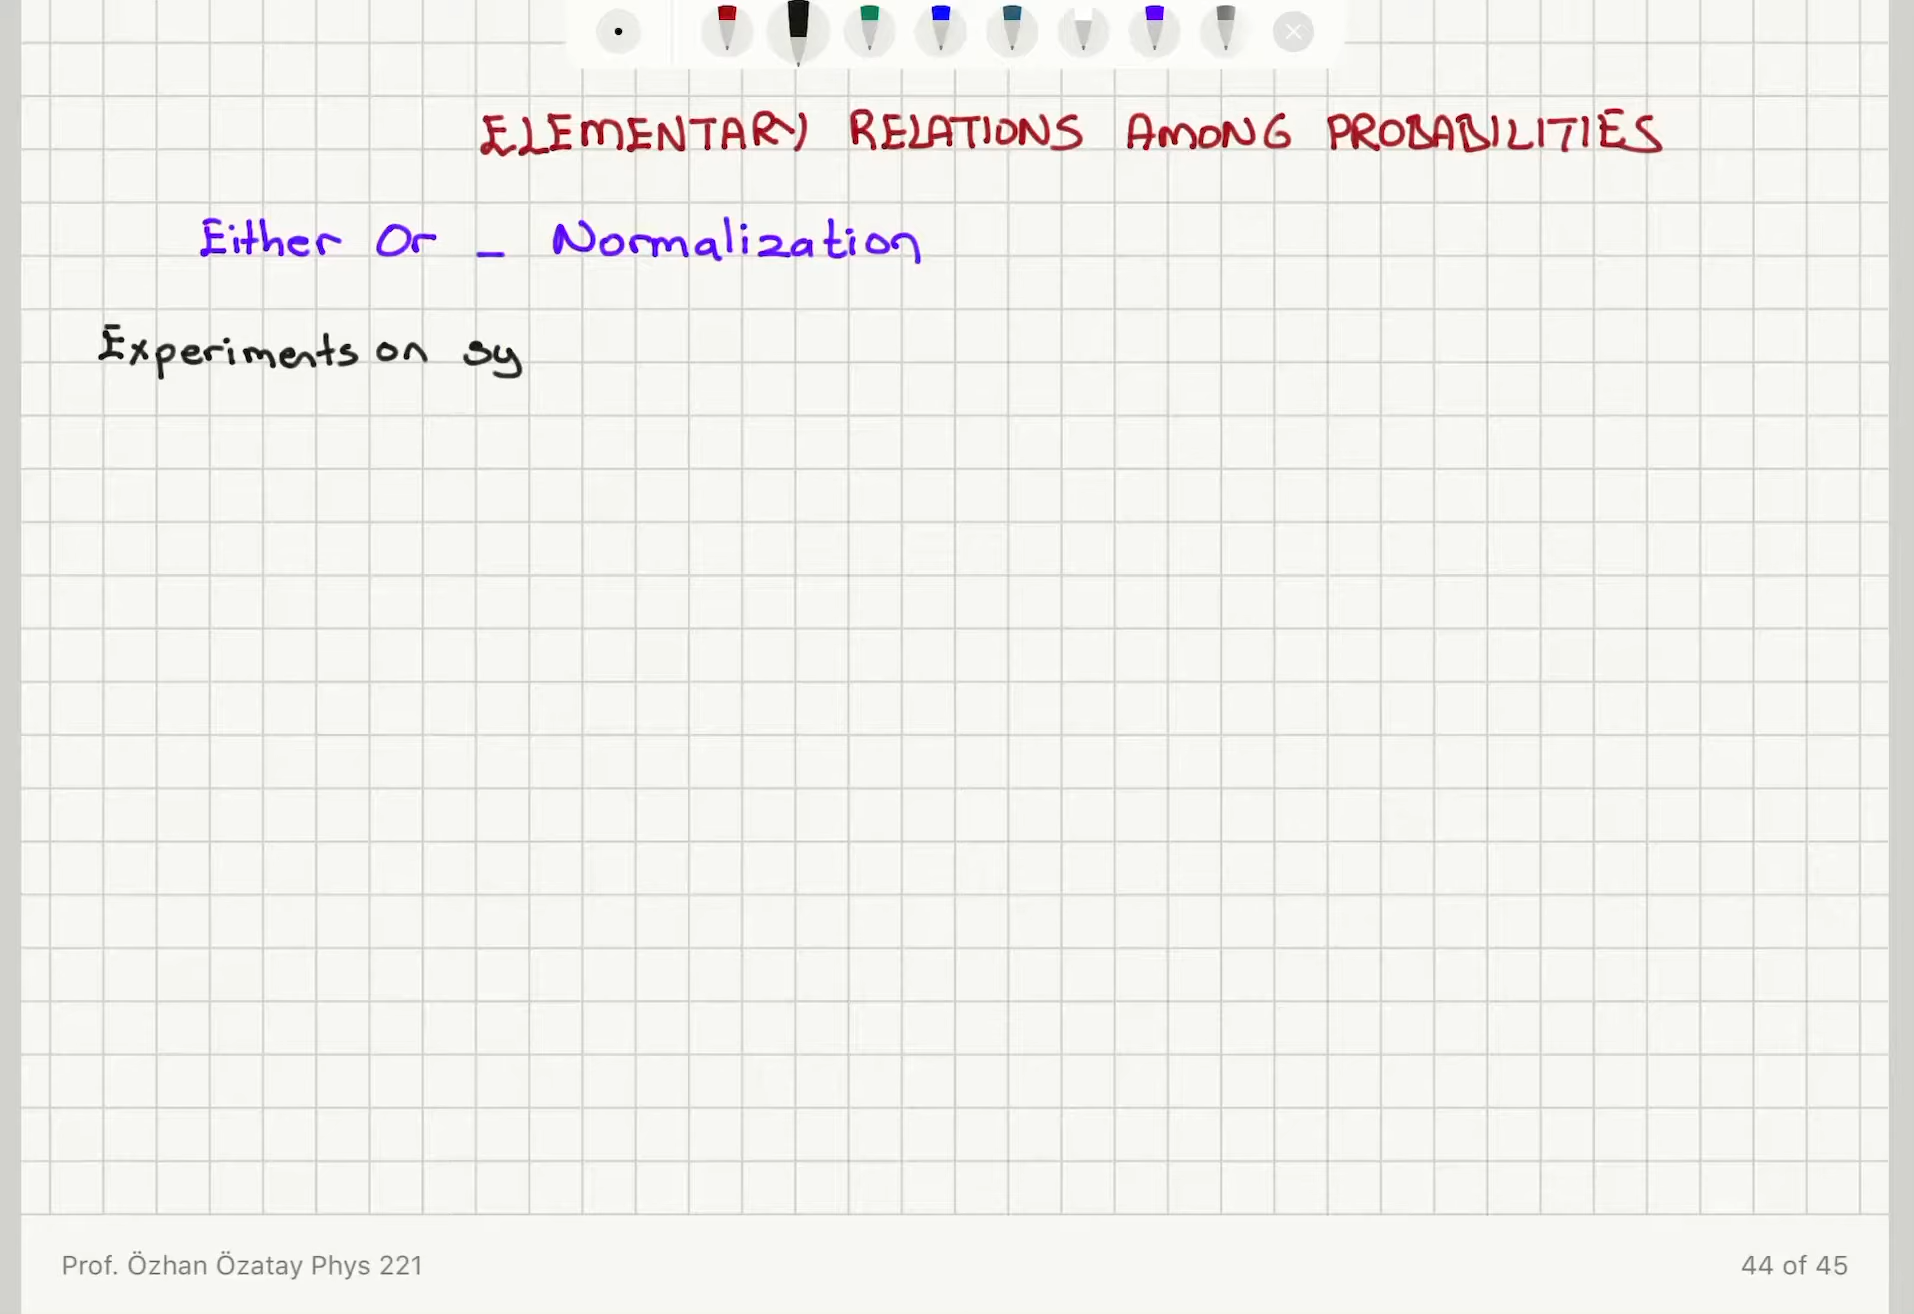 ELEMENTARY RELATIONS AMONG PROBABILITIES
Either Or _ Normalization
Experiments on sy
Prof. Özhan Özatay Phys 221
44 of 45